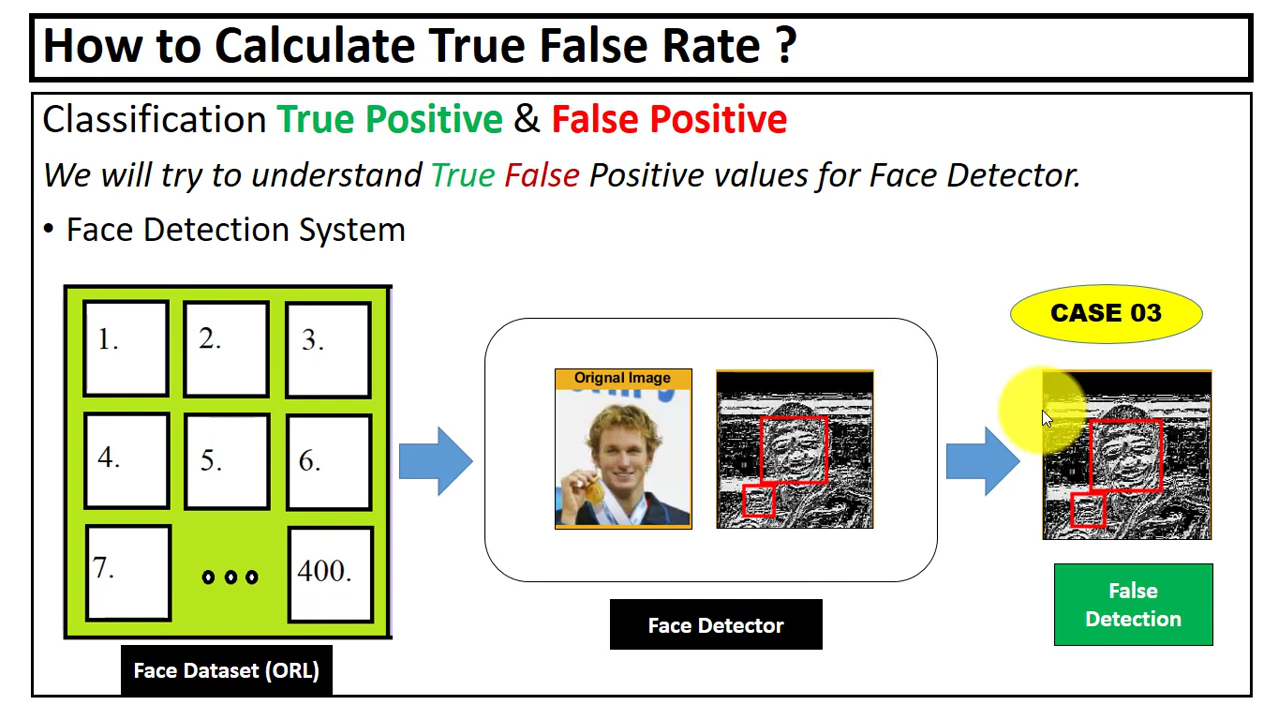 How to Calculate True False Rate ?
Classification True Positive & False Positive
We will try to understand True False Positive values for Face Detector.
• Face Detection System
1.
2.
3.
4.
5.
6.
7.
400.
Face Dataset (ORL)
Orignal Image
Face Detector
CASE 03
False
Detection